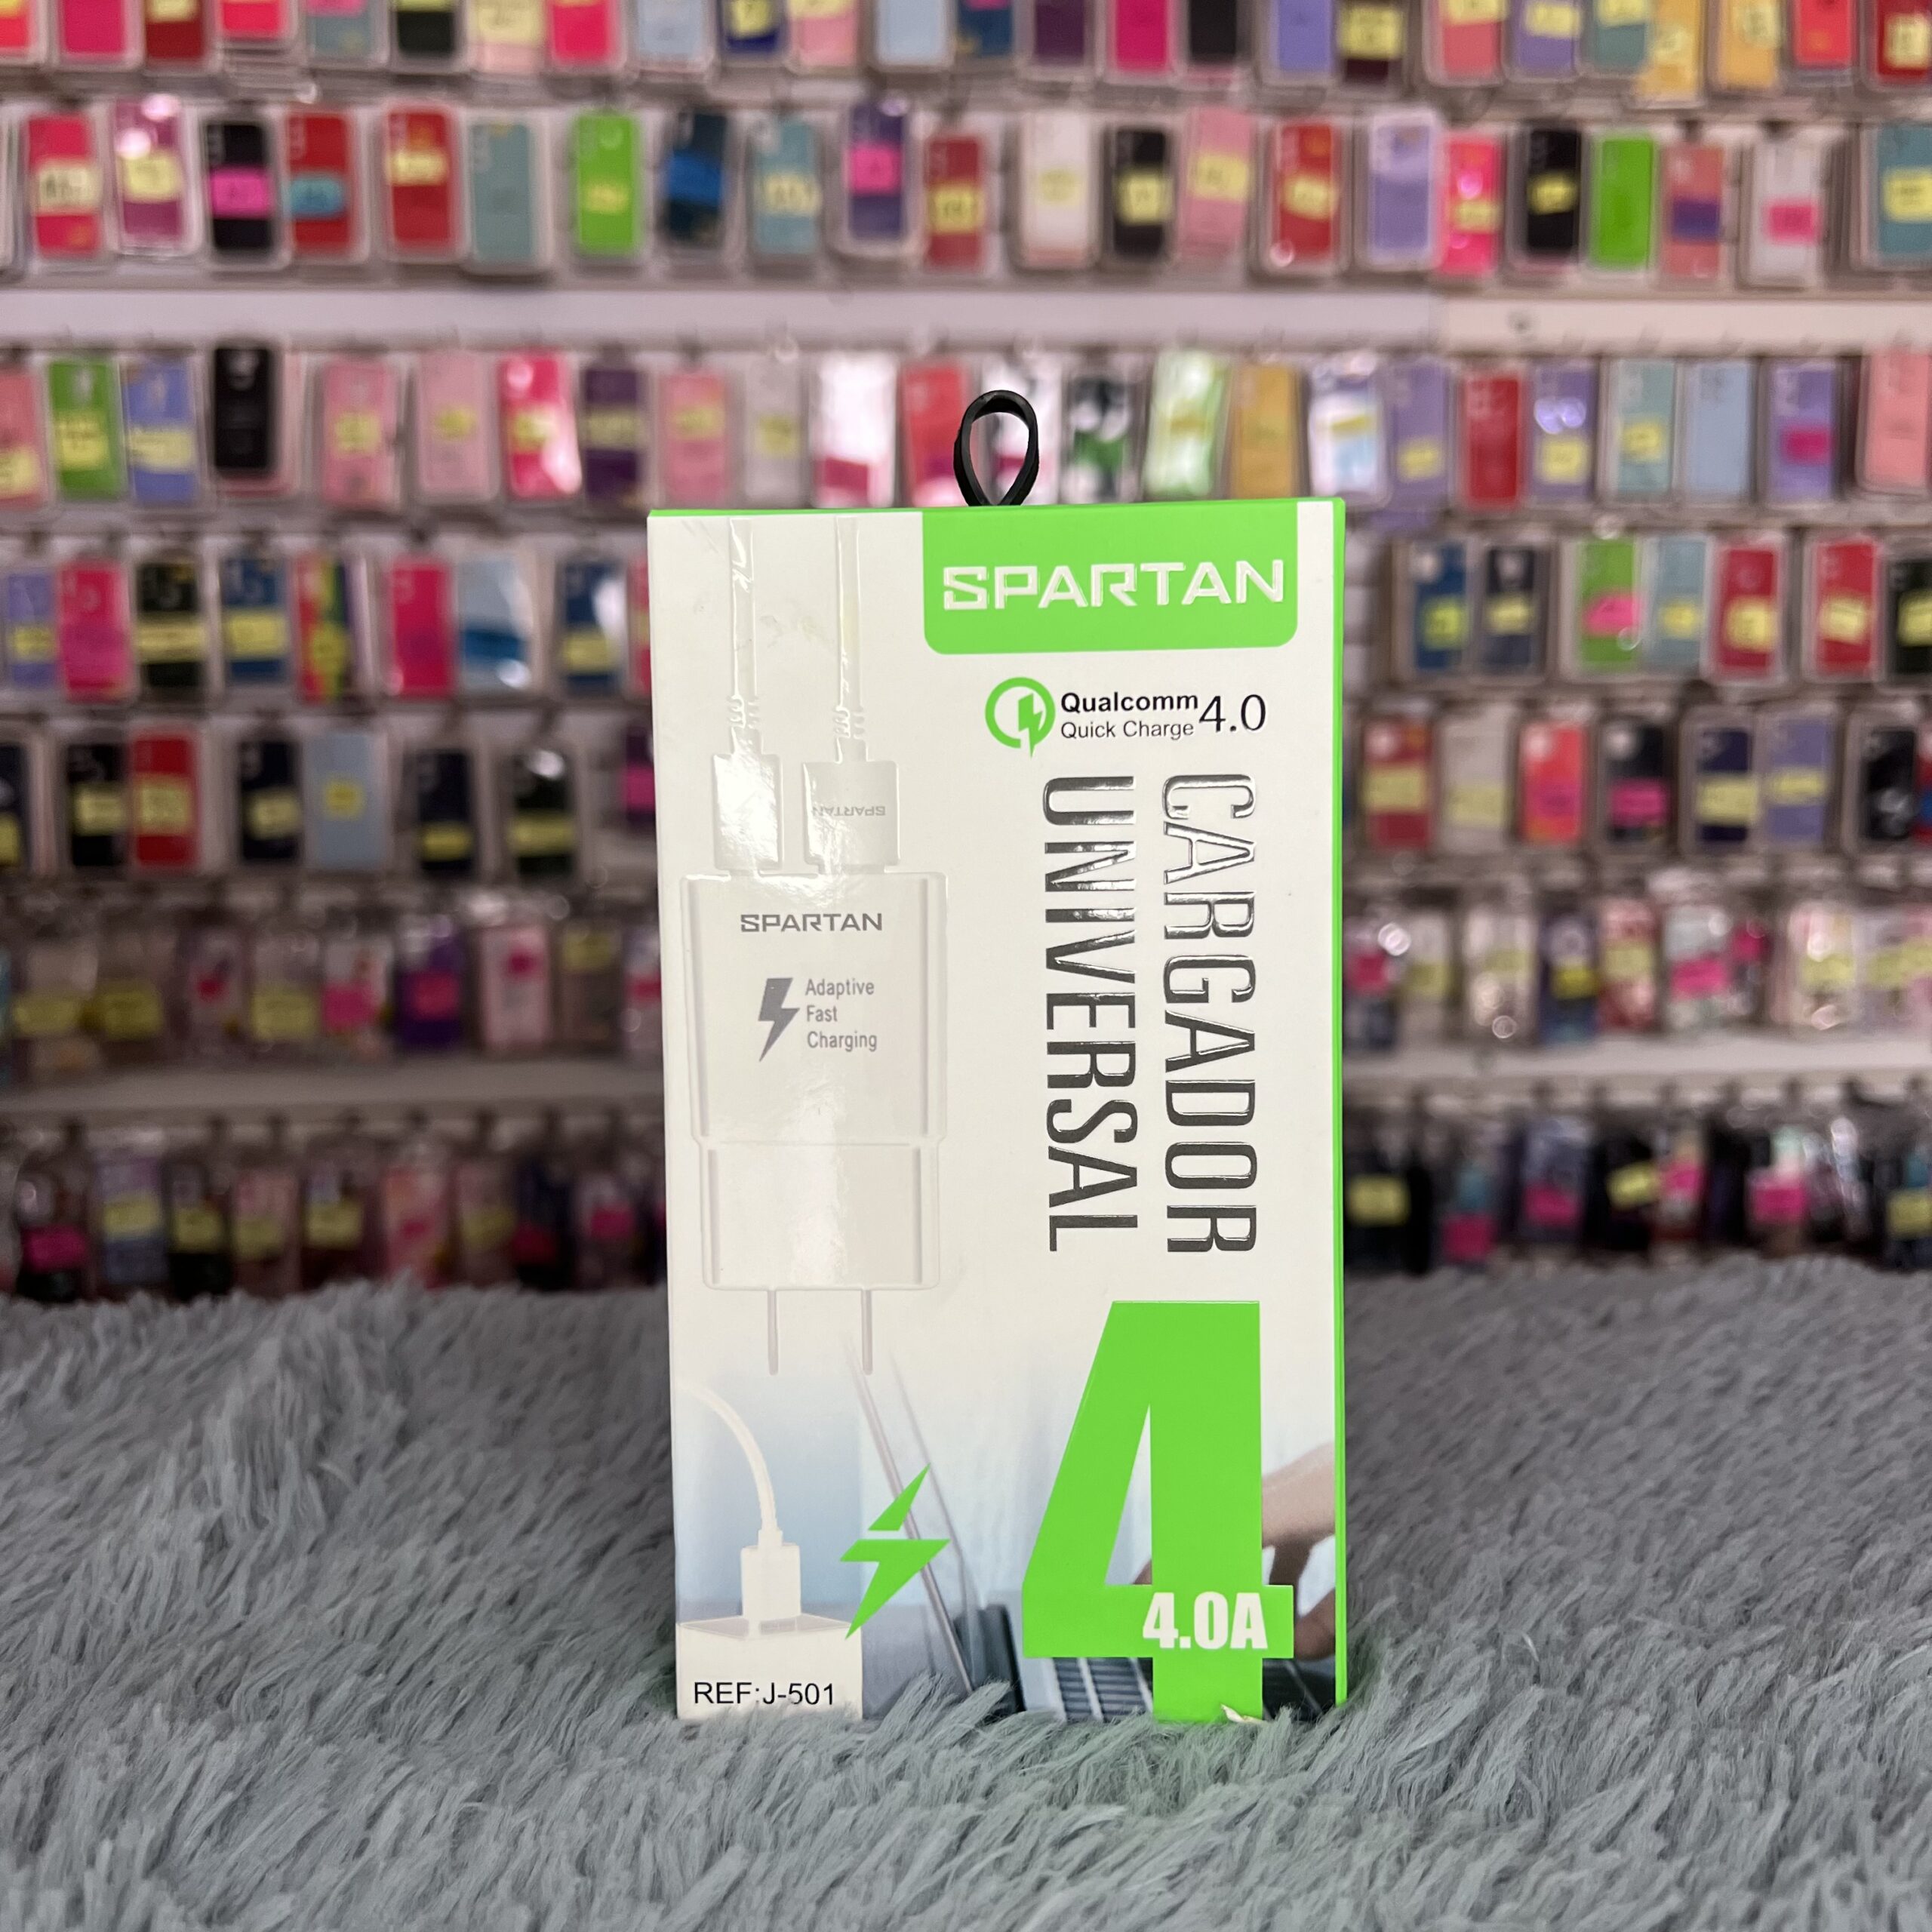 SPARTAN
Qualcomm
Quick Charge 4.0
CARGADOR
UNIVERSAL
SPARTAN
SPARTAN
Adaptive
Fast
Charging
4
4.0A
REF:J-501